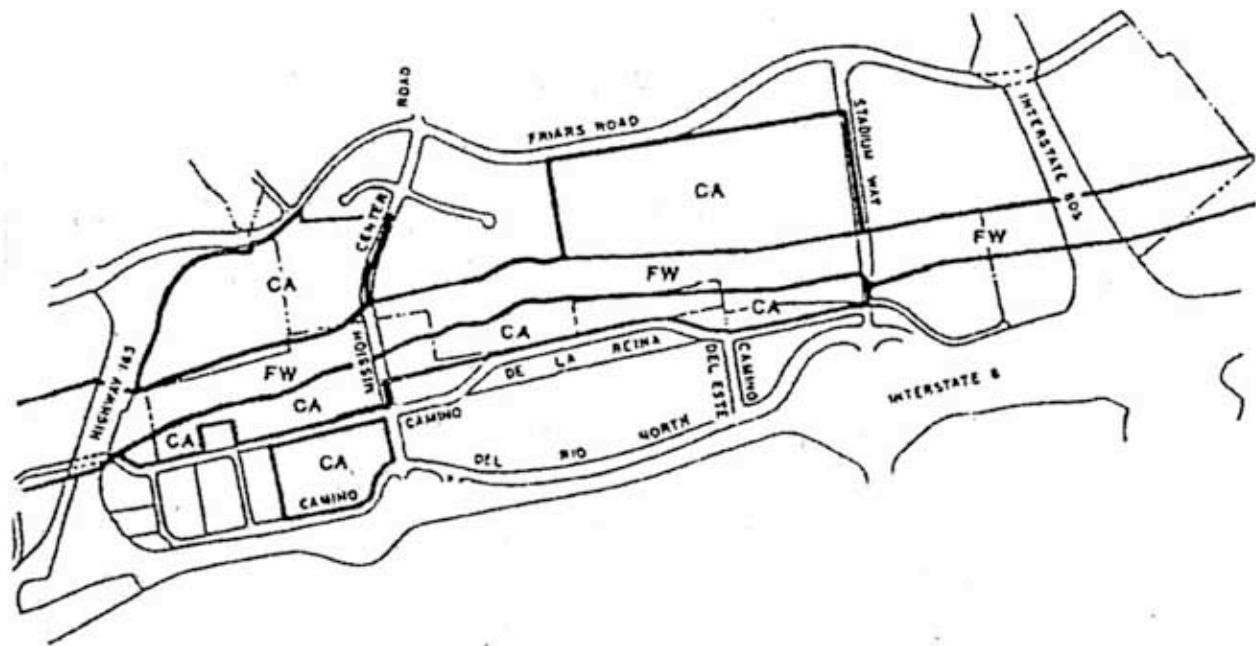 ROAD
FRIARS ROAD
STADIUM WAY
INTERSTATE 805
CA
CENTER
CA
FW
FW
CA
CA
MISSION
DE LA REINA
HIGHWAY 163
FW
CA
CAMINO
DEL ESTE
CAMINO
INTERSTATE 8
CA
CA
DEL RIO NORTH
CAMINO